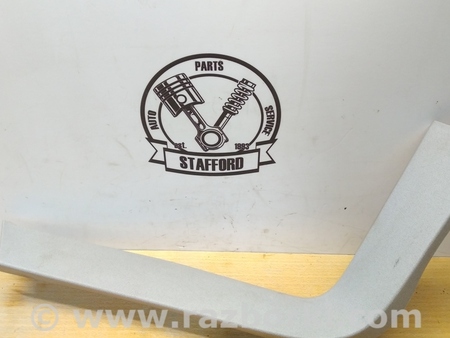 PARTS
AUTO
SERVICE
est. 1993
STAFFORD